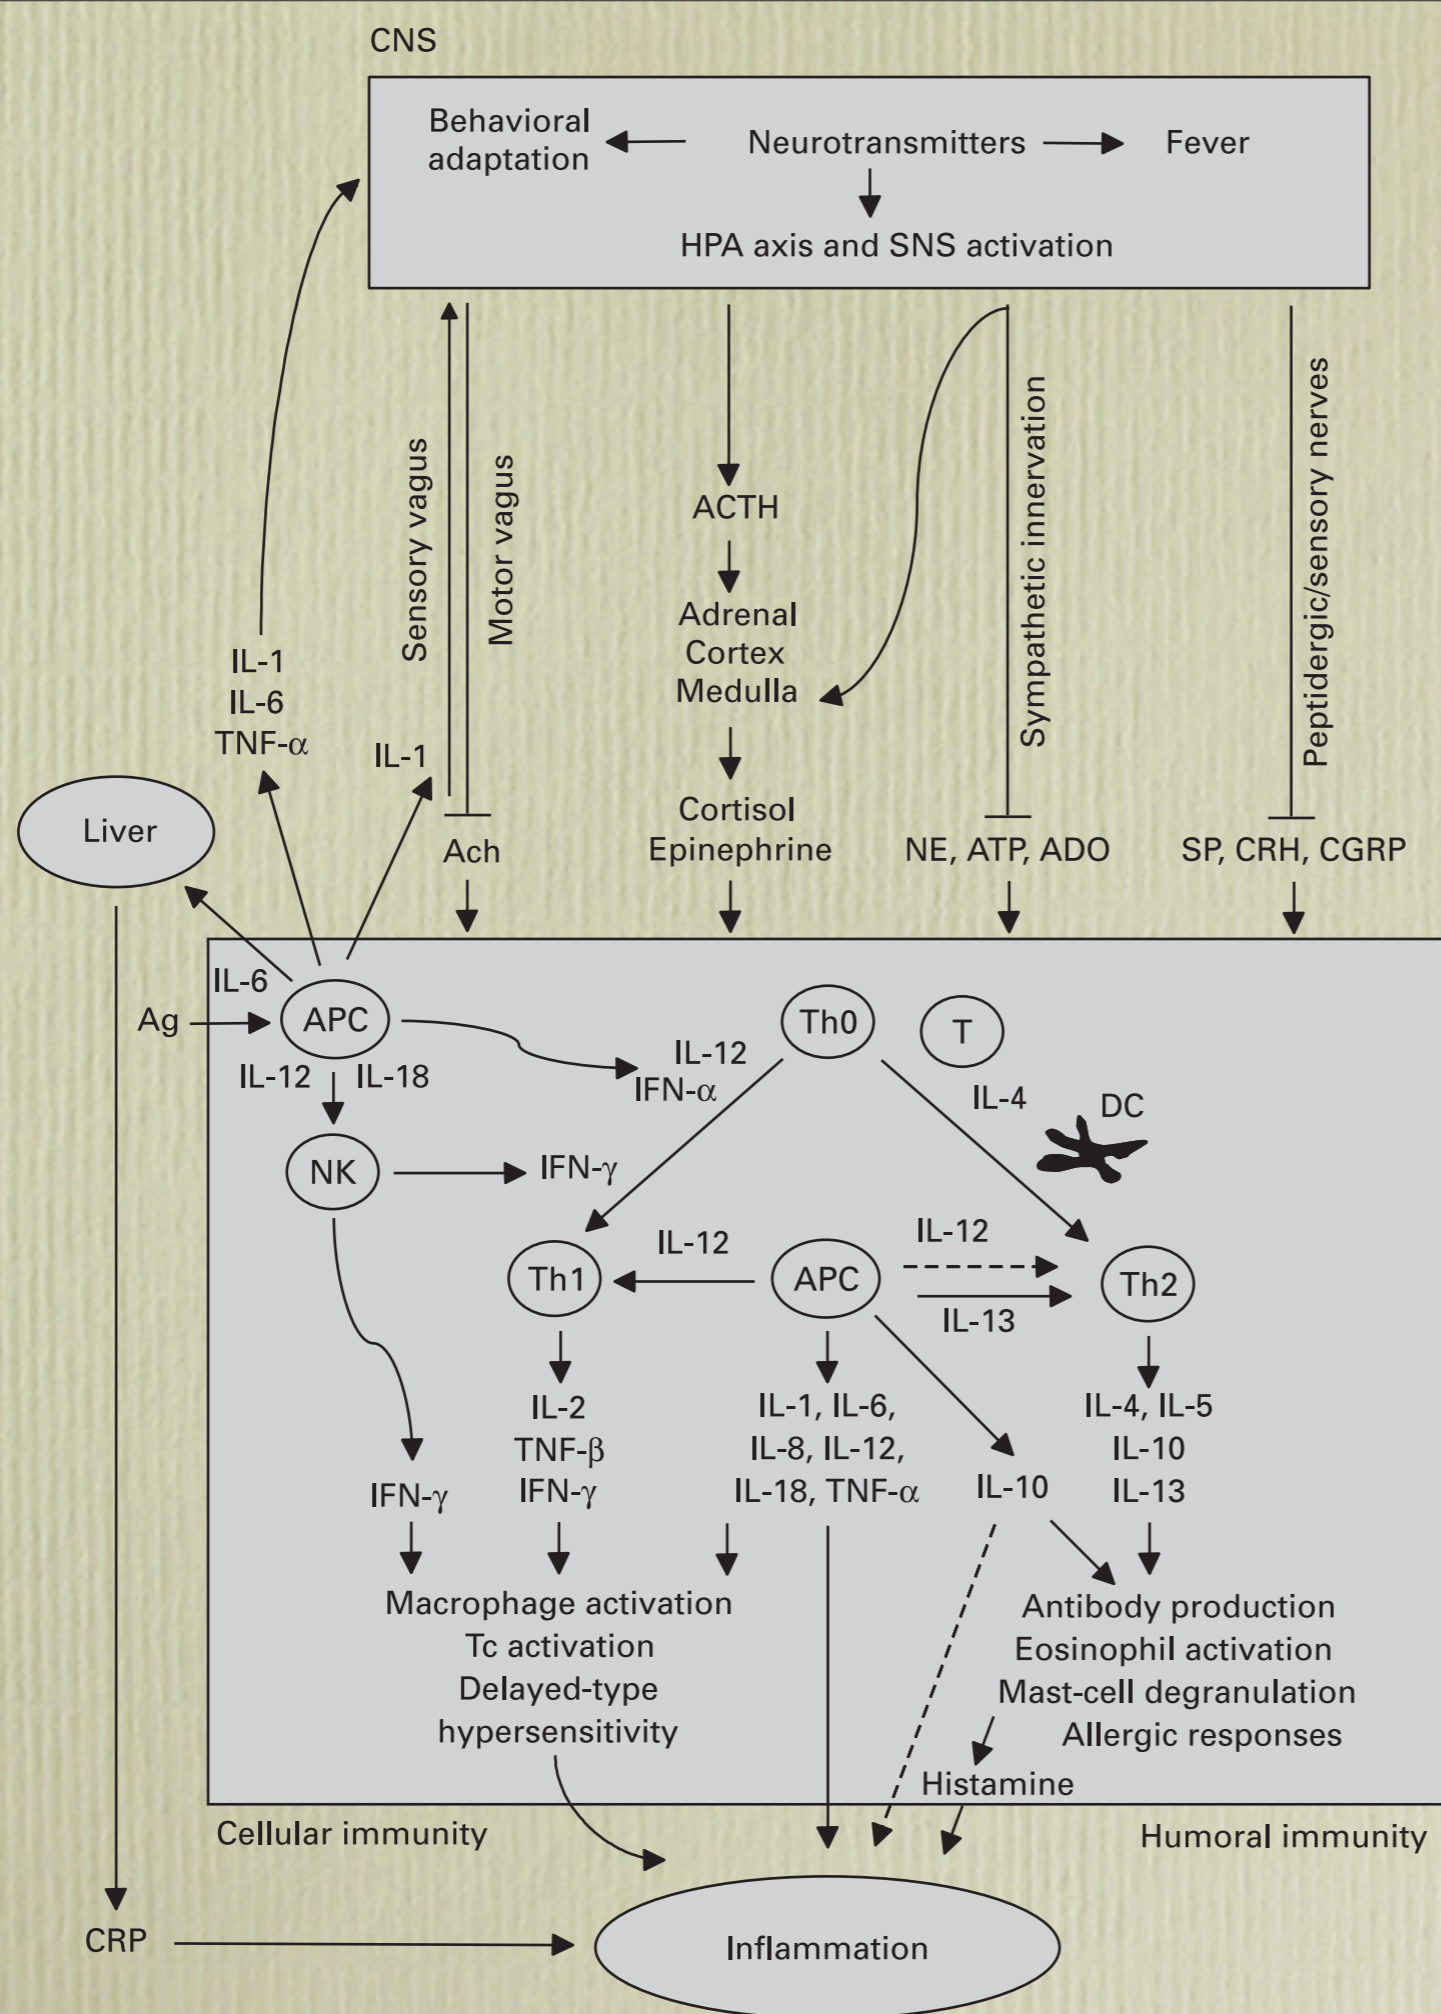 CNS
Behavioral
adaptation
Neurotransmitters
Fever
HPA axis and SNS activation
Sensory vagus
Motor vagus
Sympathetic innervation
Peptidergic/sensory nerves
ACTH
Adrenal
Cortex
Medulla
IL-1
IL-6
TNF-α
IL-1
Liver
Ach
Cortisol
Epinephrine
NE, ATP, ADO
SP, CRH, CGRP
IL-6
Ag
APC
IL-12
IL-18
IL-12
IFN-α
Th0
T
IL-4
DC
NK
IFN-γ
Th1
IL-12
APC
IL-12
IL-13
Th2
IFN-γ
IL-2
TNF-β
IFN-γ
IL-1, IL-6,
IL-8, IL-12,
IL-18, TNF-α
IL-10
IL-4, IL-5
IL-10
IL-13
Macrophage activation
Tc activation
Delayed-type
hypersensitivity
Antibody production
Eosinophil activation
Mast-cell degranulation
Allergic responses
Histamine
Cellular immunity
Humoral immunity
CRP
Inflammation